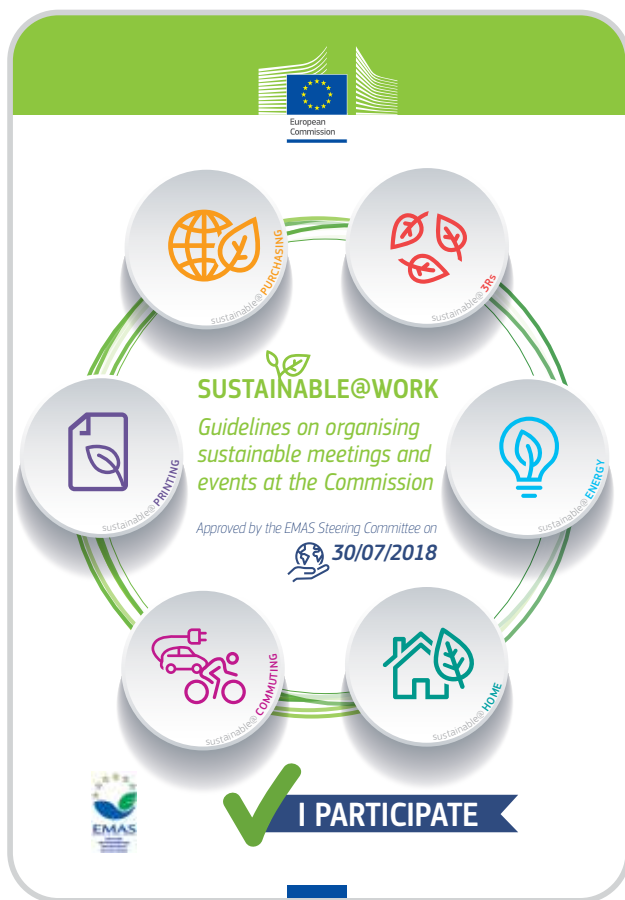 European
Commission
sustainable@PURCHASING
sustainable@3Rs
SUSTAINABLE@WORK
Guidelines on organising
sustainable meetings and
events at the Commission
sustainable@PRINTING
sustainable@ENERGY
Approved by the EMAS Steering Committee on
30/07/2018
sustainable@COMMUTING
sustainable@HOME
EMAS
I PARTICIPATE